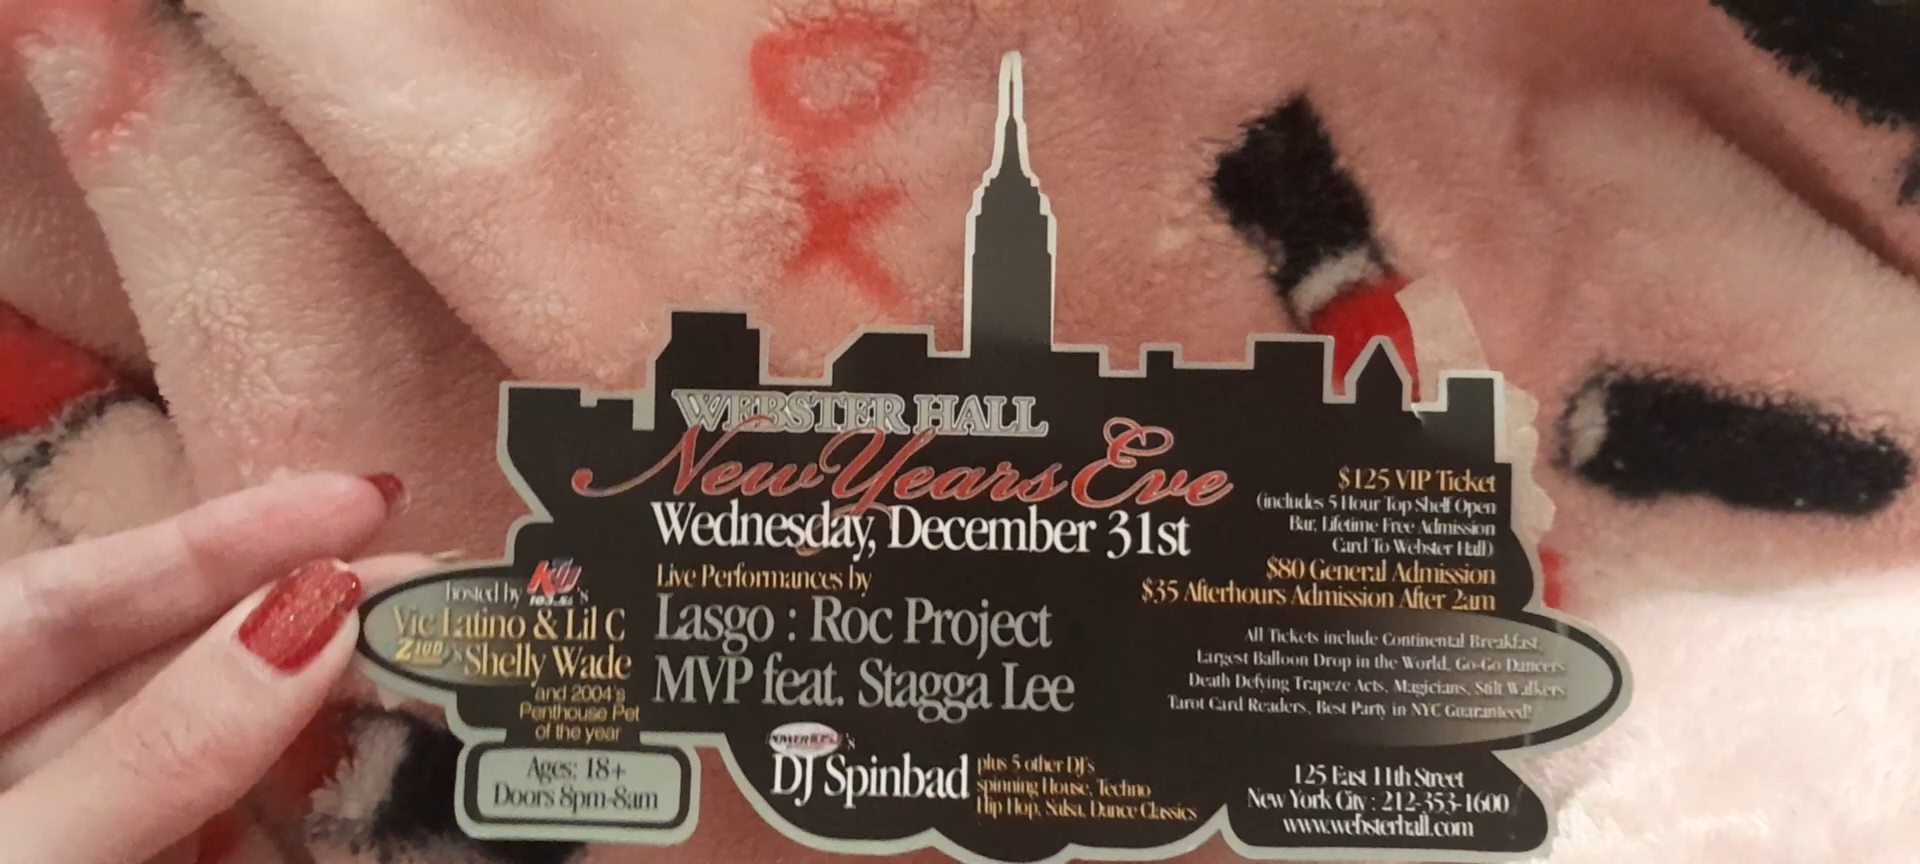 O
X
WEBSTER HALL
New Years Eve
Wednesday, December 31st
Live Performances by
Lasgo : Roc Project
MVP feat. Stagga Lee
hosted by KTU 103.5's
Vic Latino & Lil C
Z100's Shelly Wade
and 2004's
Penthouse Pet
of the year
Ages: 18+
Doors 8pm-8am
's
DJ Spinbad
plus 5 other DJ's
spinning House, Techno
Hip Hop, Salsa, Dance Classics
$125 VIP Ticket
(includes 5 Hour Top Shelf Open
Bar, Lifetime Free Admission
Card To Webster Hall)
$80 General Admission
$35 Afterhours Admission After 2am
All Tickets include Continental Breakfast,
Largest Balloon Drop in the World, Go-Go Dancers
Death Defying Trapeze Acts, Magicians, Stilt Walkers
Tarot Card Readers, Best Party in NYC Guaranteed!
125 East 11th Street
New York City : 212-353-1600
www.websterhall.com